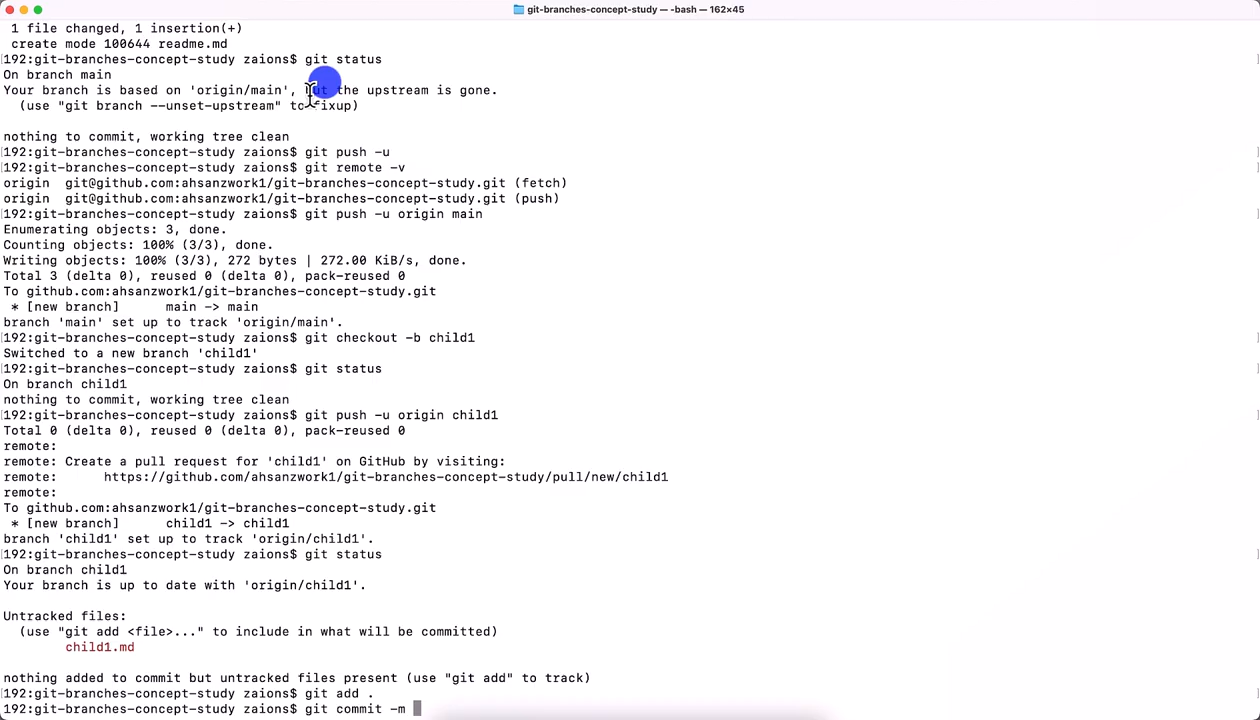 git-branches-concept-study — -bash — 162×45
1 file changed, 1 insertion(+)
create mode 100644 readme.md
[192:git-branches-concept-study zaions$ git status
On branch main
Your branch is based on 'origin/main', but the upstream is gone.
(use "git branch --unset-upstream" to fixup)
nothing to commit, working tree clean
[192:git-branches-concept-study zaions$ git push -u
[192:git-branches-concept-study zaions$ git remote -v
origin git@github.com:ahsanzwork1/git-branches-concept-study.git (fetch)
origin git@github.com:ahsanzwork1/git-branches-concept-study.git (push)
[192:git-branches-concept-study zaions$ git push -u origin main
Enumerating objects: 3, done.
Counting objects: 100% (3/3), done.
Writing objects: 100% (3/3), 272 bytes | 272.00 KiB/s, done.
Total 3 (delta 0), reused 0 (delta 0), pack-reused 0
To github.com:ahsanzwork1/git-branches-concept-study.git
* [new branch] main -> main
branch 'main' set up to track 'origin/main'.
[192:git-branches-concept-study zaions$ git checkout -b child1
Switched to a new branch 'child1'
[192:git-branches-concept-study zaions$ git status
On branch child1
nothing to commit, working tree clean
[192:git-branches-concept-study zaions$ git push -u origin child1
Total 0 (delta 0), reused 0 (delta 0), pack-reused 0
remote:
remote: Create a pull request for 'child1' on GitHub by visiting:
remote: https://github.com/ahsanzwork1/git-branches-concept-study/pull/new/child1
remote:
To github.com:ahsanzwork1/git-branches-concept-study.git
* [new branch] child1 -> child1
branch 'child1' set up to track 'origin/child1'.
[192:git-branches-concept-study zaions$ git status
On branch child1
Your branch is up to date with 'origin/child1'.
Untracked files:
(use "git add <file>..." to include in what will be committed)
child1.md
nothing added to commit but untracked files present (use "git add" to track)
[192:git-branches-concept-study zaions$ git add .
192:git-branches-concept-study zaions$ git commit -m